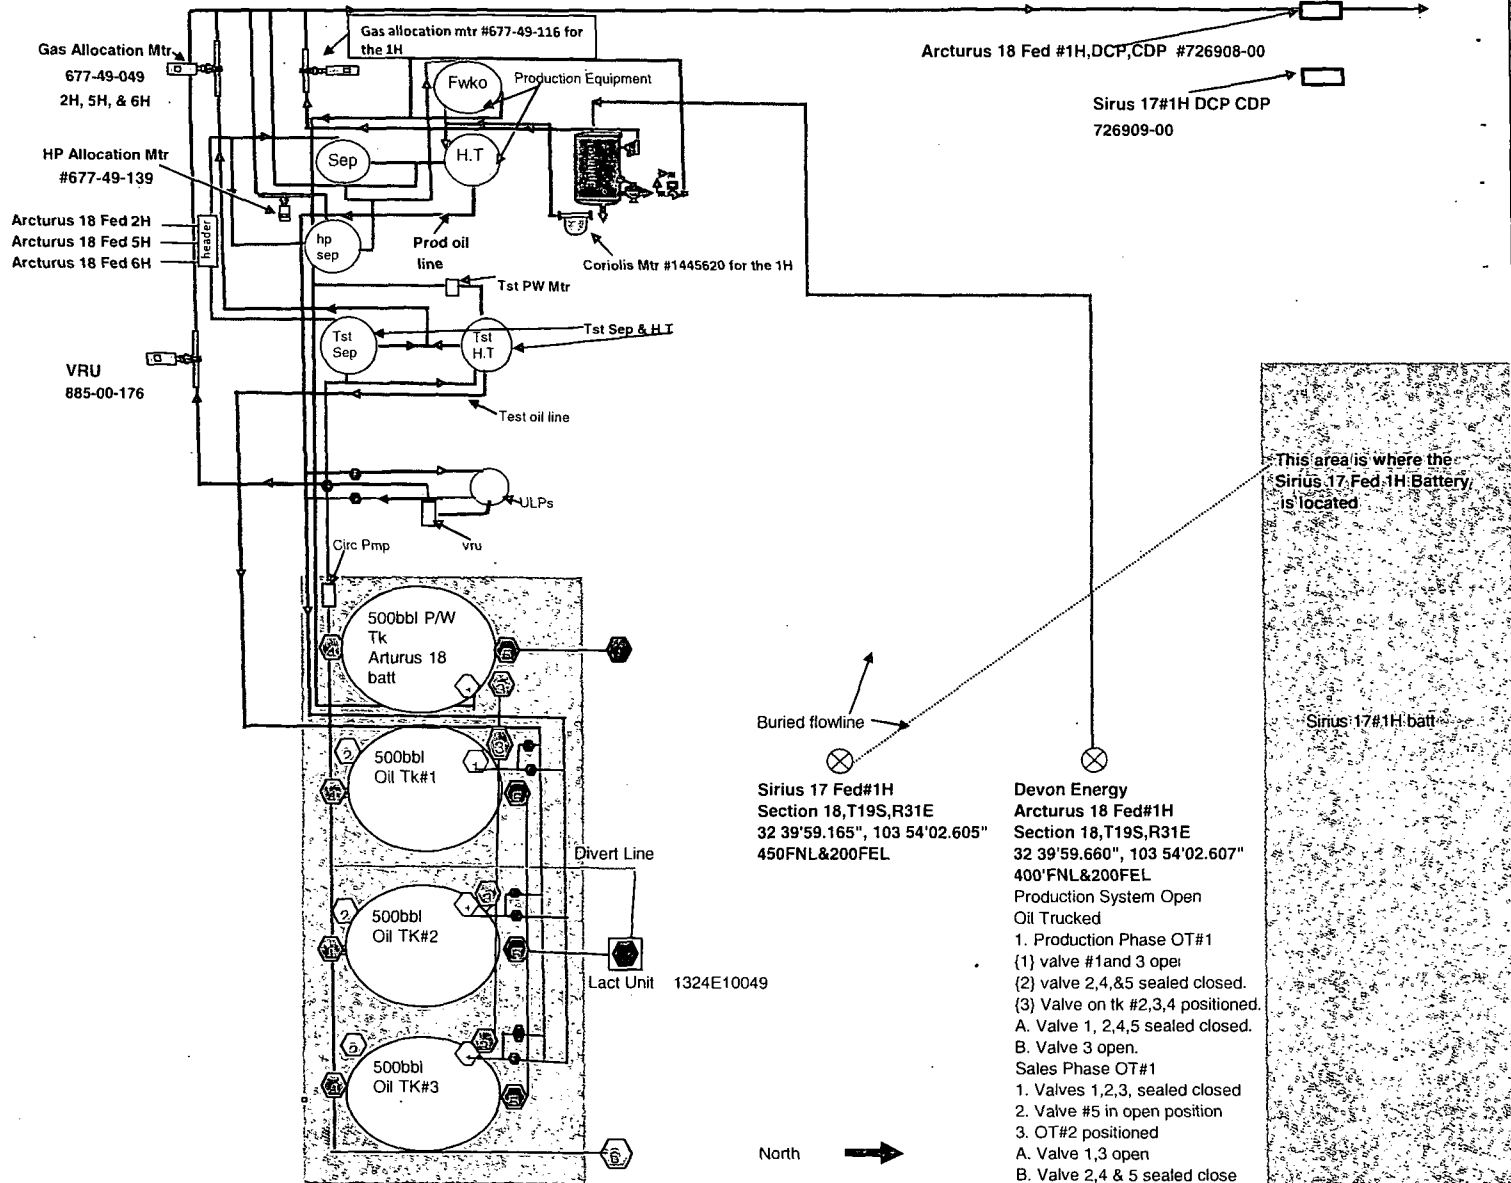 Gas allocation mtr #677-49-116 for
the 1H
Gas Allocation Mtr
677-49-049
2H, 5H, & 6H
Fwko
Production Equipment
Arcturus 18 Fed #1H,DCP,CDP #726908-00
Sirus 17#1H DCP CDP
726909-00
HP Allocation Mtr
#677-49-139
Sep
H.T
Arcturus 18 Fed 2H
Arcturus 18 Fed 5H
Arcturus 18 Fed 6H
header
hp
sep
Prod oil
line
Coriolis Mtr #1445620 for the 1H
Tst PW Mtr
Tst
Sep
Tst
H.T
Tst Sep & H.T
VRU
885-00-176
Test oil line
ULPs
vru
Circ Pmp
This area is where the
Sirius 17 Fed 1H Battery
is located
500bbl P/W
Tk
Arturus 18
batt
Buried flowline
Sirius 17#1H batt
500bbl
Oil Tk#1
2
1
3
Sirius 17 Fed#1H
Section 18,T19S,R31E
32 39'59.165", 103 54'02.605"
450FNL&200FEL
Devon Energy
Arcturus 18 Fed#1H
Section 18,T19S,R31E
32 39'59.660", 103 54'02.607"
400'FNL&200FEL
Production System Open
Oil Trucked
1. Production Phase OT#1
{1} valve #1and 3 open
{2} valve 2,4,&5 sealed closed.
{3} Valve on tk #2,3,4 positioned.
A. Valve 1, 2,4,5 sealed closed.
B. Valve 3 open.
Sales Phase OT#1
1. Valves 1,2,3, sealed closed
2. Valve #5 in open position
3. OT#2 positioned
A. Valve 1,3 open
B. Valve 2,4 & 5 sealed close
Divert Line
500bbl
Oil TK#2
2
Lact Unit 1324E10049
500bbl
Oil TK#3
6
North